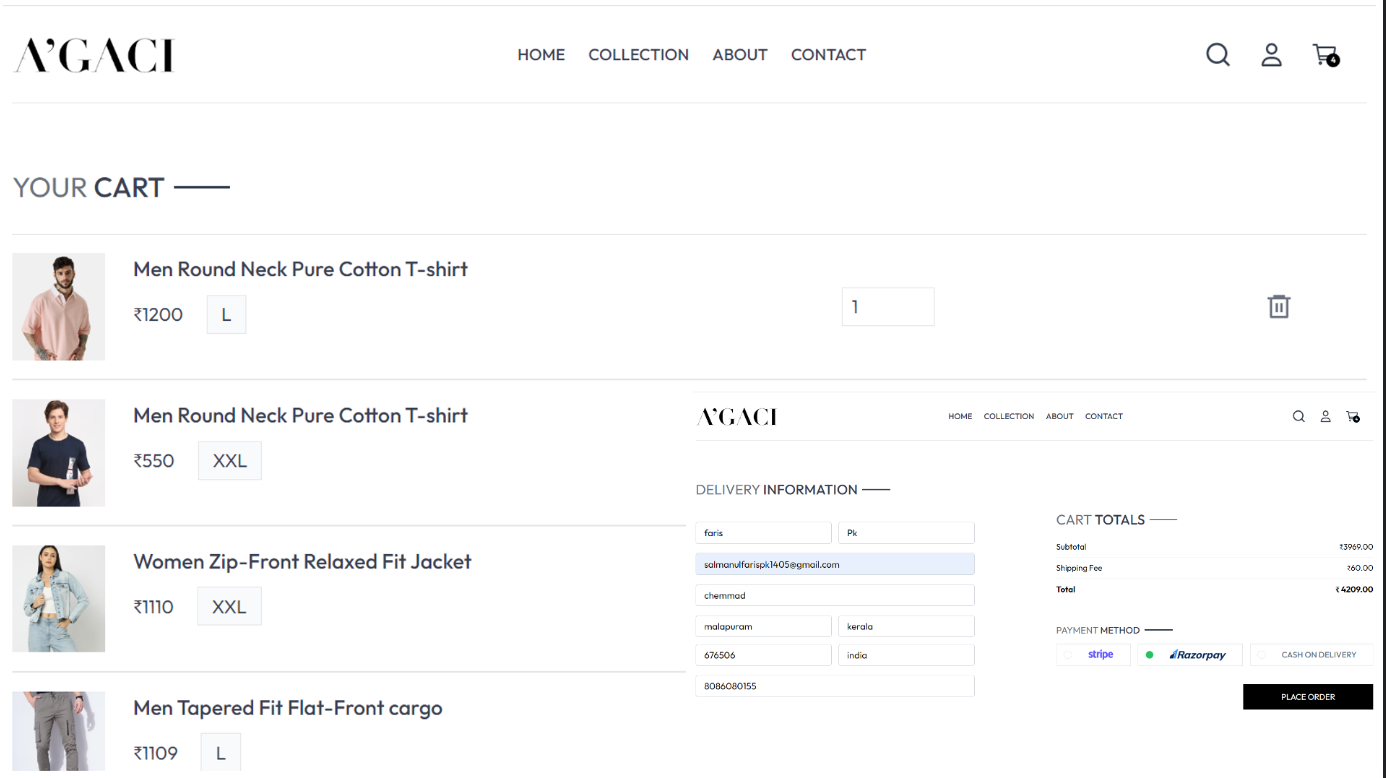 A'GACI
HOME COLLECTION ABOUT CONTACT
4
YOUR CART
Men Round Neck Pure Cotton T-shirt
₹1200 L
1
Men Round Neck Pure Cotton T-shirt
₹550 XXL
Women Zip-Front Relaxed Fit Jacket
₹1110 XXL
Men Tapered Fit Flat-Front cargo
₹1109 L
A'GACI
HOME COLLECTION ABOUT CONTACT
DELIVERY INFORMATION
faris Pk
salmanulfarispk1405@gmail.com
chemmad
malapuram kerala
676506 india
8086080155
CART TOTALS
Subtotal ₹3969.00
Shipping Fee ₹60.00
Total ₹ 4209.00
PAYMENT METHOD
stripe Razorpay CASH ON DELIVERY
PLACE ORDER